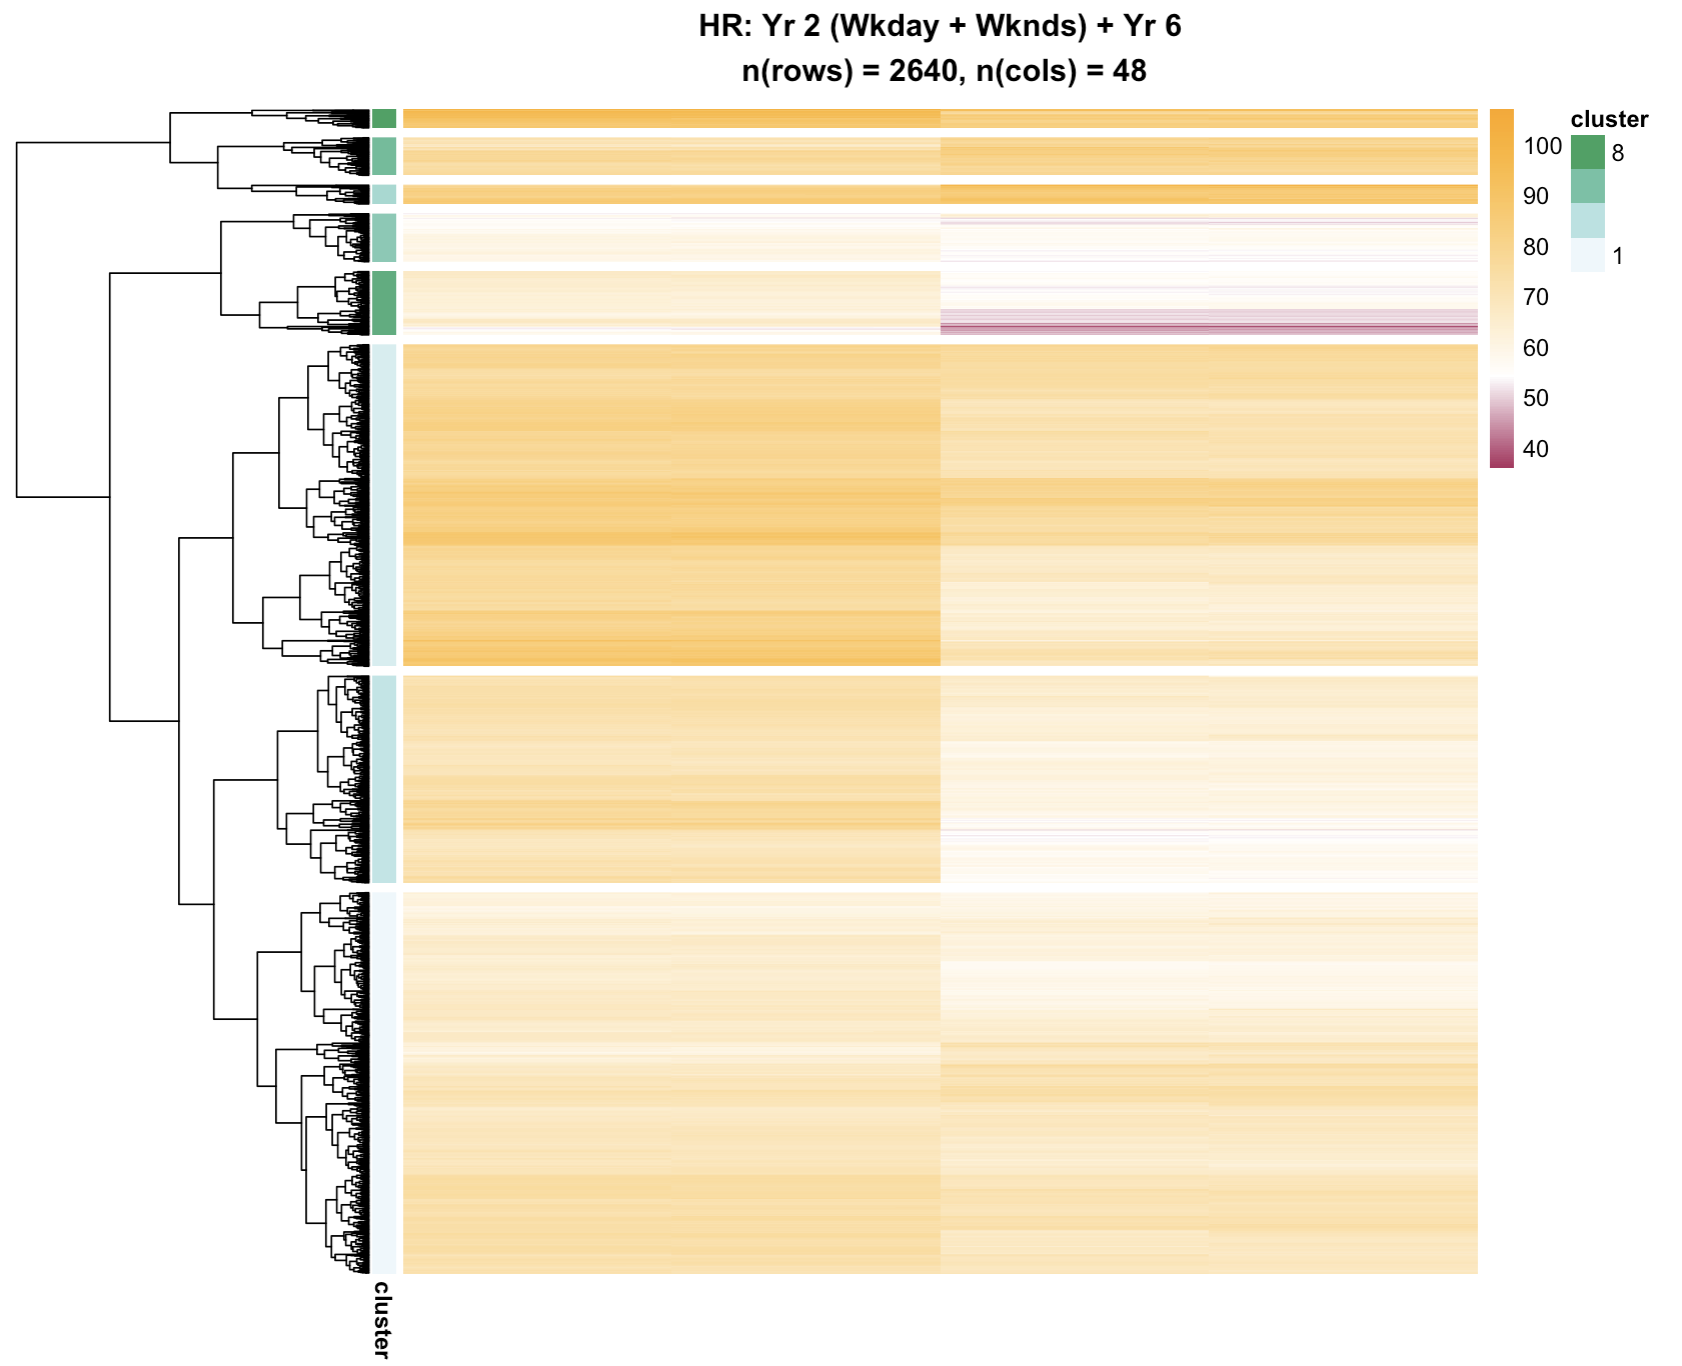 HR: Yr 2 (Wkday + Wknds) + Yr 6
n(rows) = 2640, n(cols) = 48
100
90
80
70
60
50
40
cluster
8
1
cluster